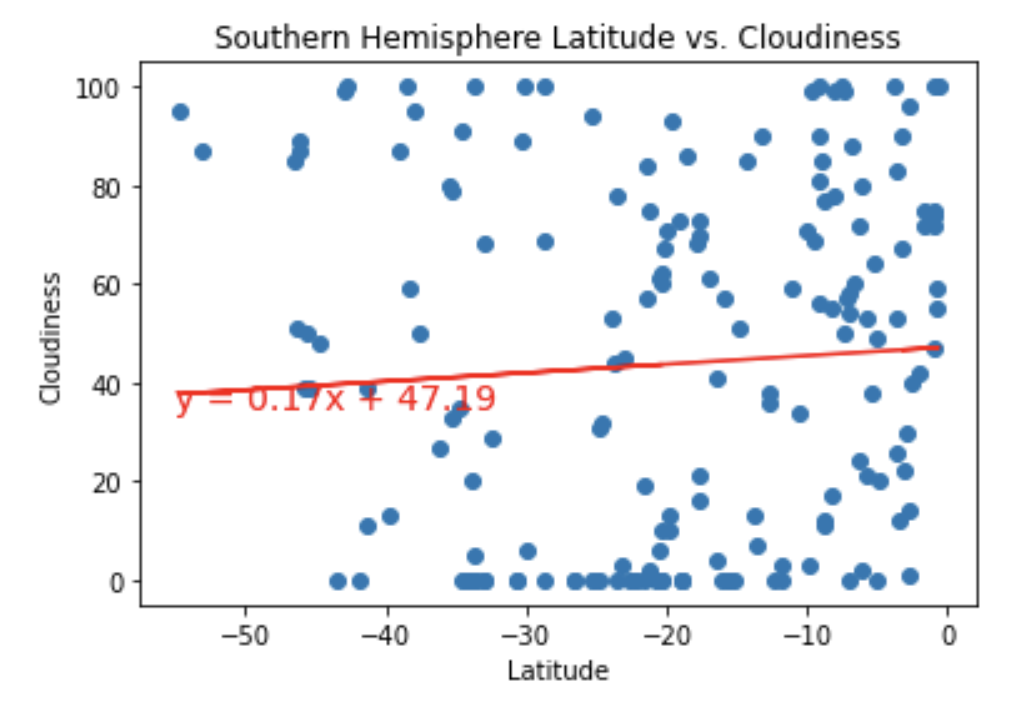 Southern Hemisphere Latitude vs. Cloudiness
100
80
60
40
20
0
Cloudiness
y = 0.17x + 47.19
−50 −40 −30 −20 −10 0
Latitude